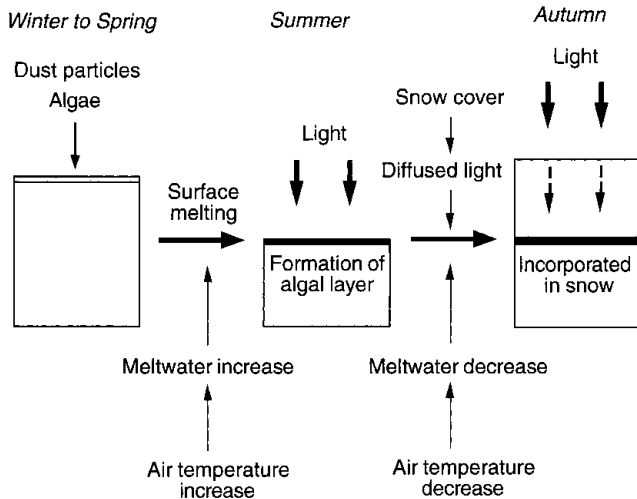 Winter to Spring
Dust particles
Algae
Surface
melting
Summer
Light
Formation of
algal layer
Meltwater increase
Air temperature
increase
Snow cover
Diffused light
Meltwater decrease
Air temperature
decrease
Autumn
Light
Incorporated
in snow